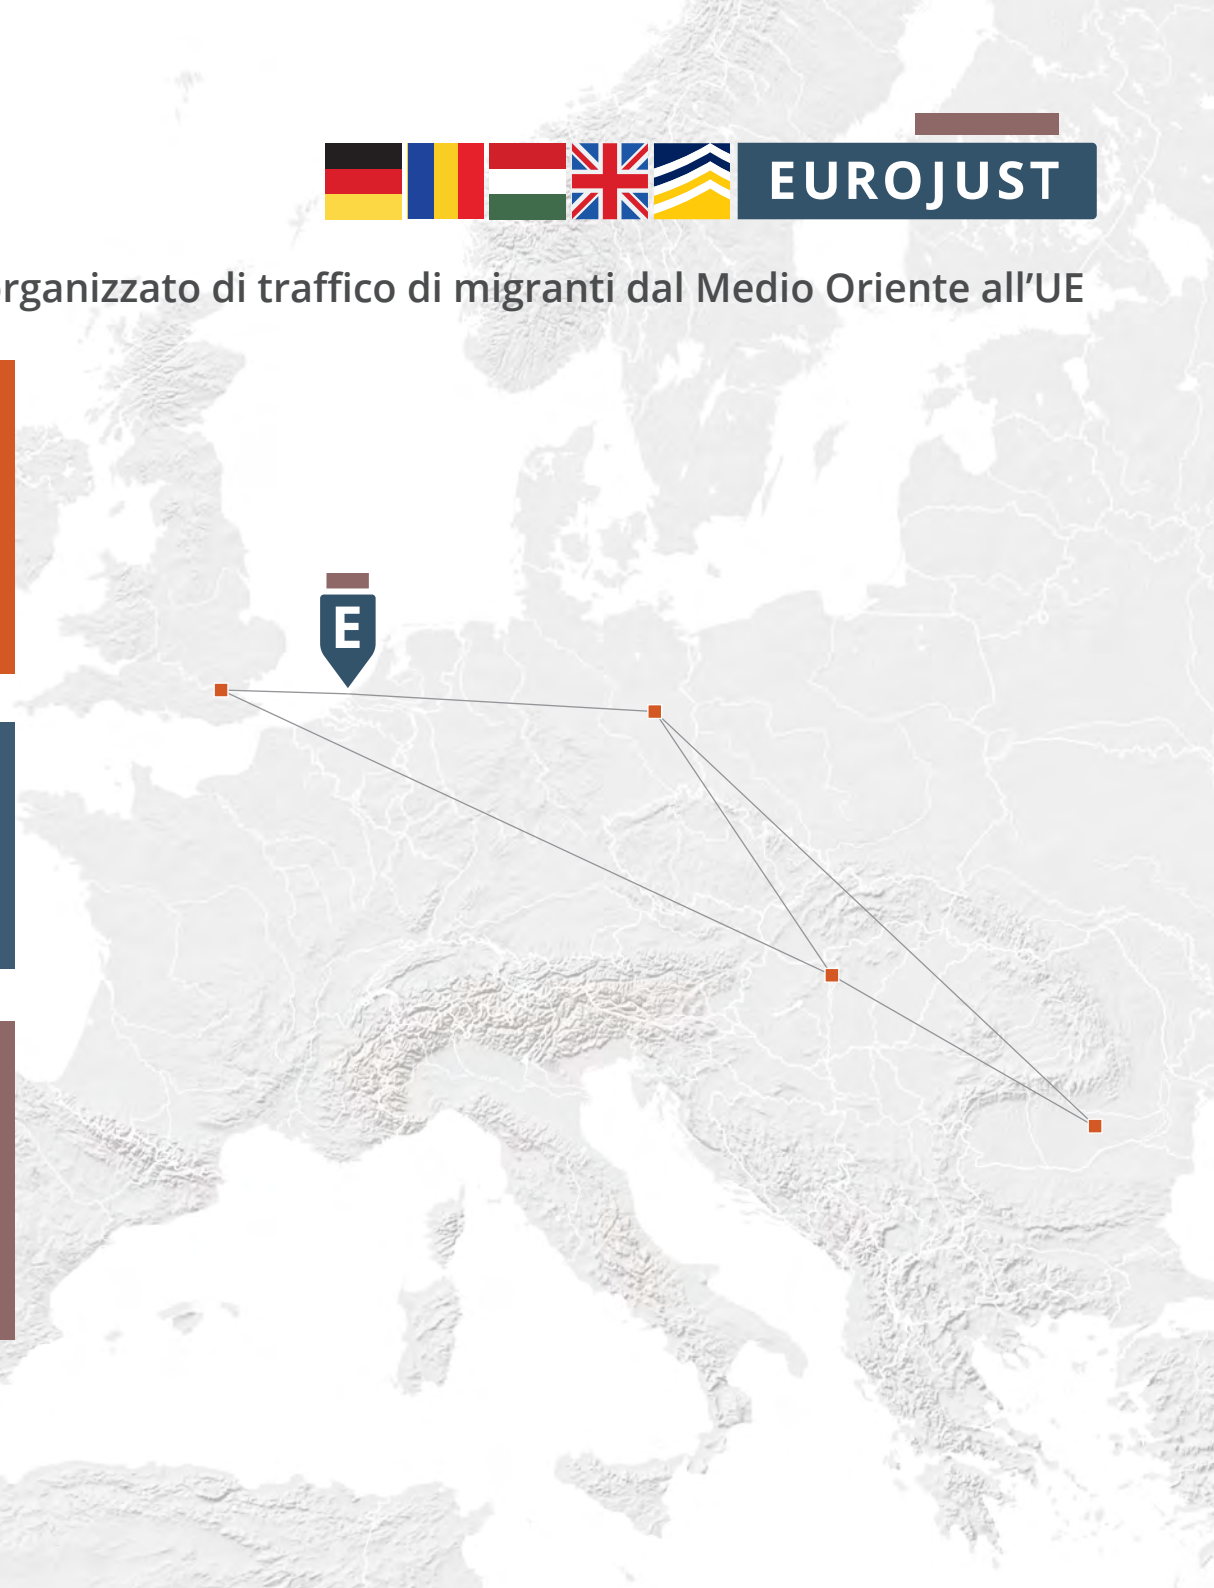 EUROJUST
rganizzato di traffico di migranti dal Medio Oriente all’UE
E